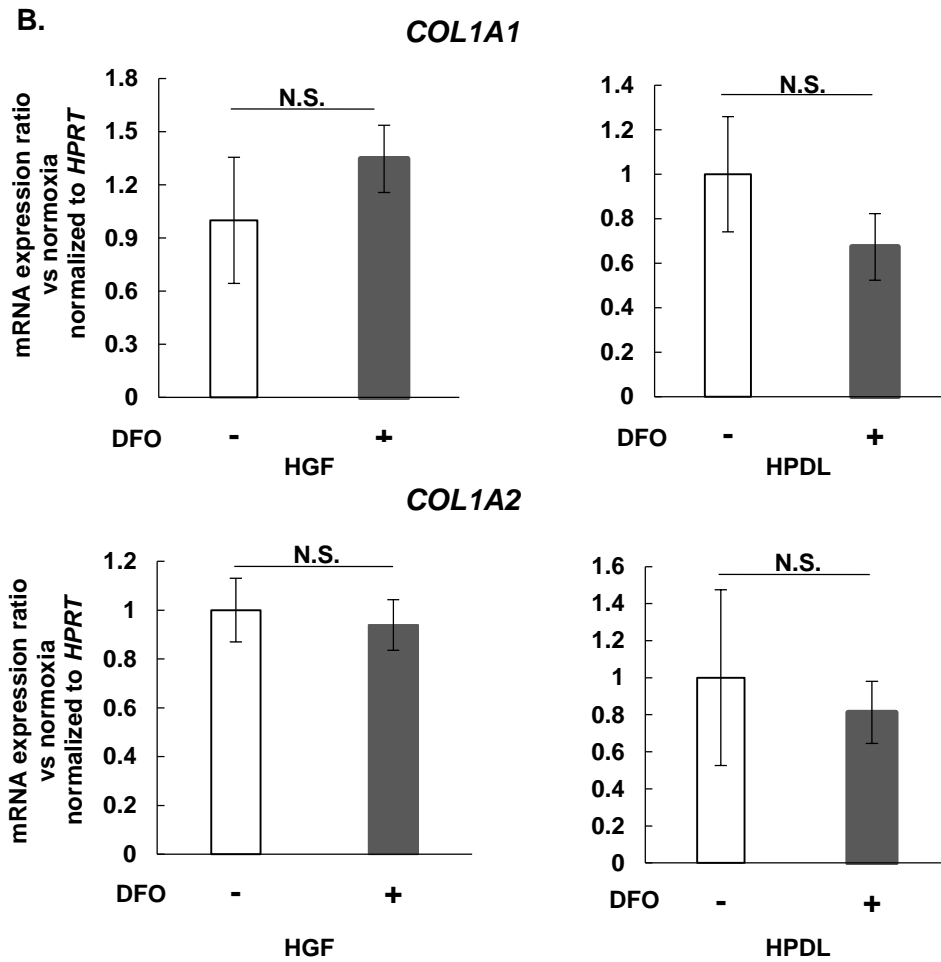 B.
COL1A1
mRNA expression ratio
vs normoxia
normalized to HPRT
1.8
1.5
1.2
0.9
0.6
0.3
0
N.S.
DFO - +
HGF
1.4
1.2
1
0.8
0.6
0.4
0.2
0
N.S.
DFO - +
HPDL
COL1A2
mRNA expression ratio
vs normoxia
normalized to HPRT
1.2
1
0.8
0.6
0.4
0.2
0
N.S.
DFO - +
HGF
1.6
1.4
1.2
1
0.8
0.6
0.4
0.2
0
N.S.
DFO - +
HPDL